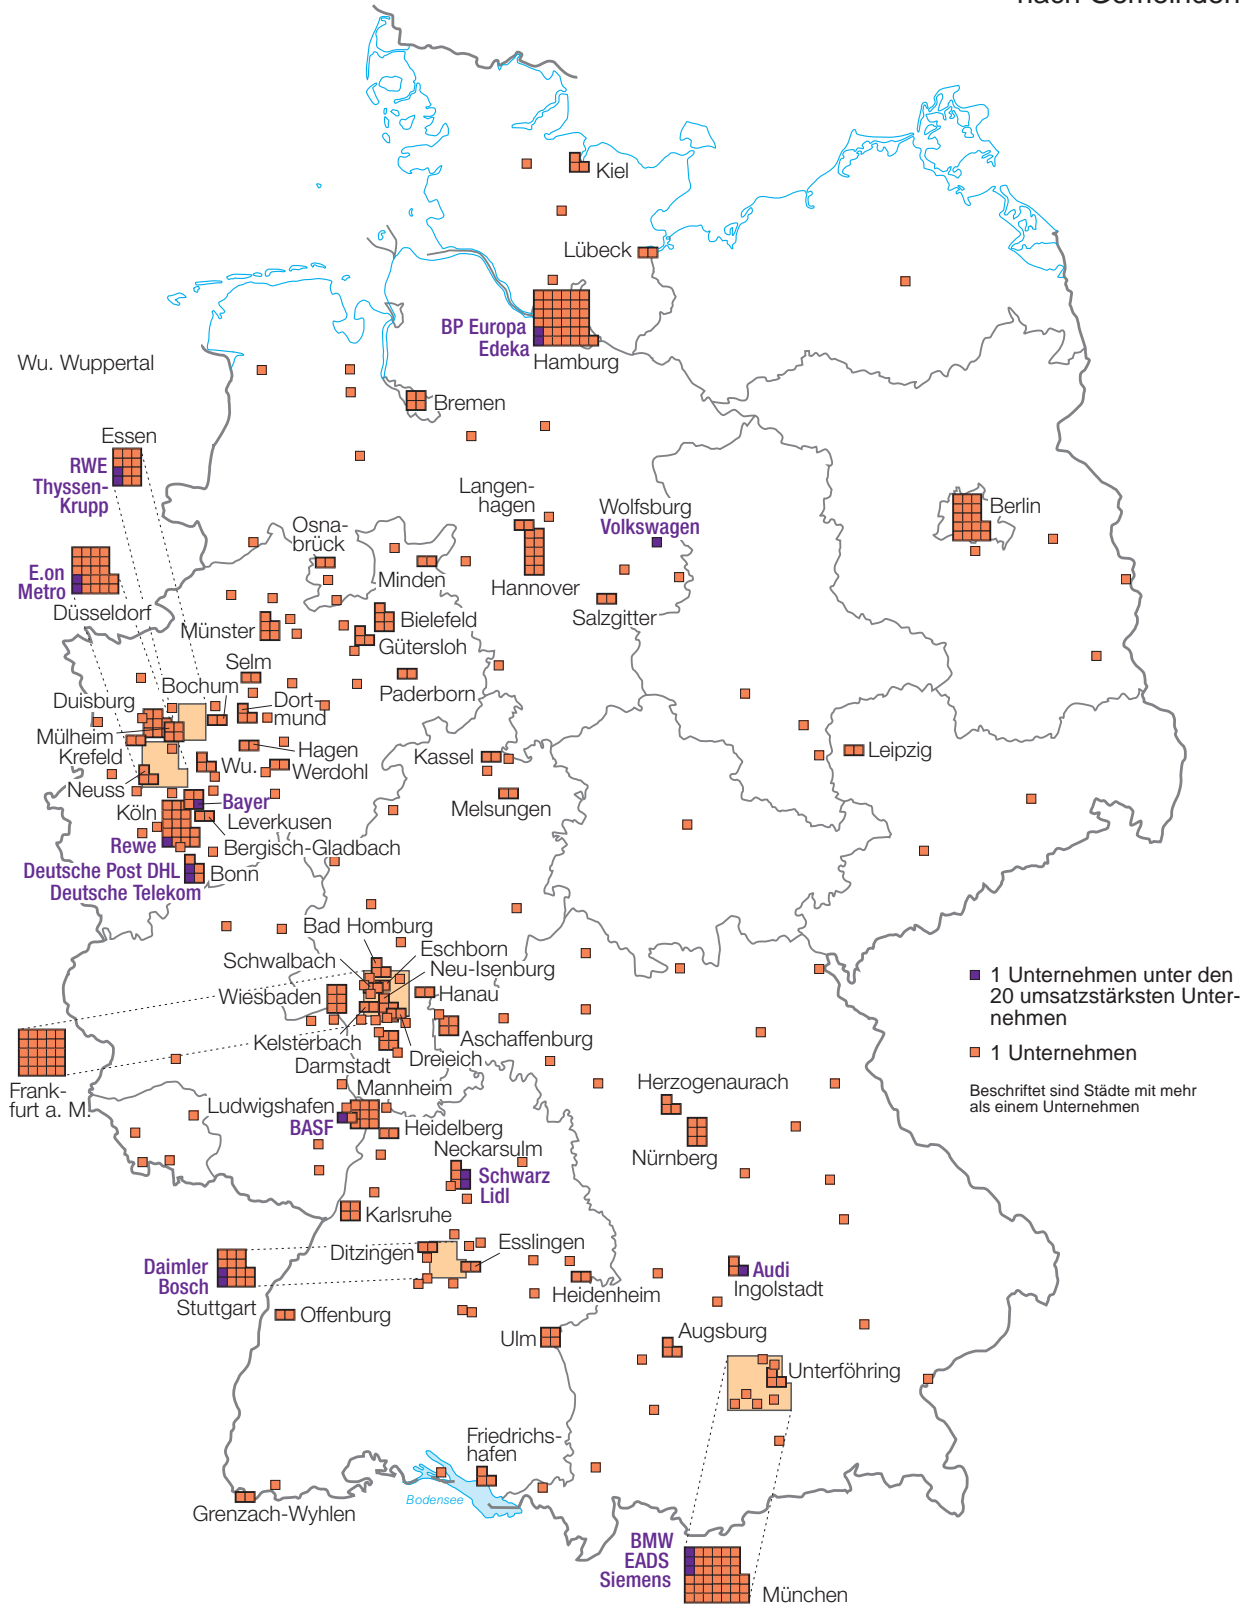 nach Gemeinden
Kiel
Lübeck
BP Europa
Edeka
Hamburg
Wu. Wuppertal
Bremen
Essen
RWE
Thyssen-
Krupp
Langen-
hagen
Wolfsburg
Volkswagen
Berlin
Osna-
brück
E.on
Metro
Düsseldorf
Minden
Hannover
Salzgitter
Münster
Bielefeld
Gütersloh
Selm
Paderborn
Bochum
Duisburg
Dort-
mund
Mülheim
Krefeld
Hagen
Wu.
Werdohl
Kassel
Leipzig
Neuss
Melsungen
Köln
Bayer
Leverkusen
Rewe
Bergisch-Gladbach
Deutsche Post DHL
Bonn
Deutsche Telekom
Bad Homburg
Eschborn
Schwalbach
Neu-Isenburg
Wiesbaden
Hanau
1 Unternehmen unter den
20 umsatzstärksten Unter-
nehmen
1 Unternehmen
Beschriftet sind Städte mit mehr
als einem Unternehmen
Kelsterbach
Aschaffenburg
Dreieich
Darmstadt
Frank-
furt a. M.
Mannheim
Herzogenaurach
Ludwigshafen
BASF
Heidelberg
Neckarsulm
Nürnberg
Schwarz
Lidl
Karlsruhe
Ditzingen
Esslingen
Daimler
Bosch
Stuttgart
Heidenheim
Audi
Ingolstadt
Offenburg
Ulm
Augsburg
Unterföhring
Friedrichs-
hafen
Bodensee
Grenzach-Wyhlen
BMW
EADS
Siemens
München